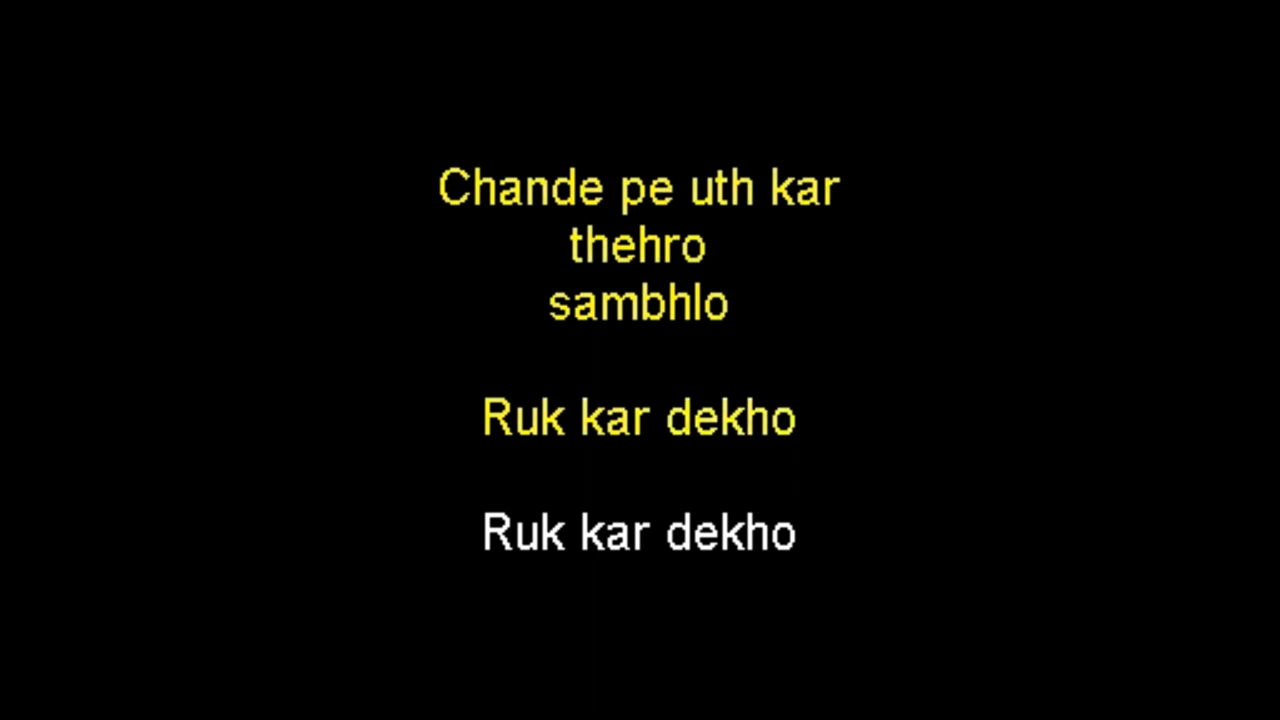 Chande pe uth kar
thehro
sambhlo
Ruk kar dekho
Ruk kar dekho